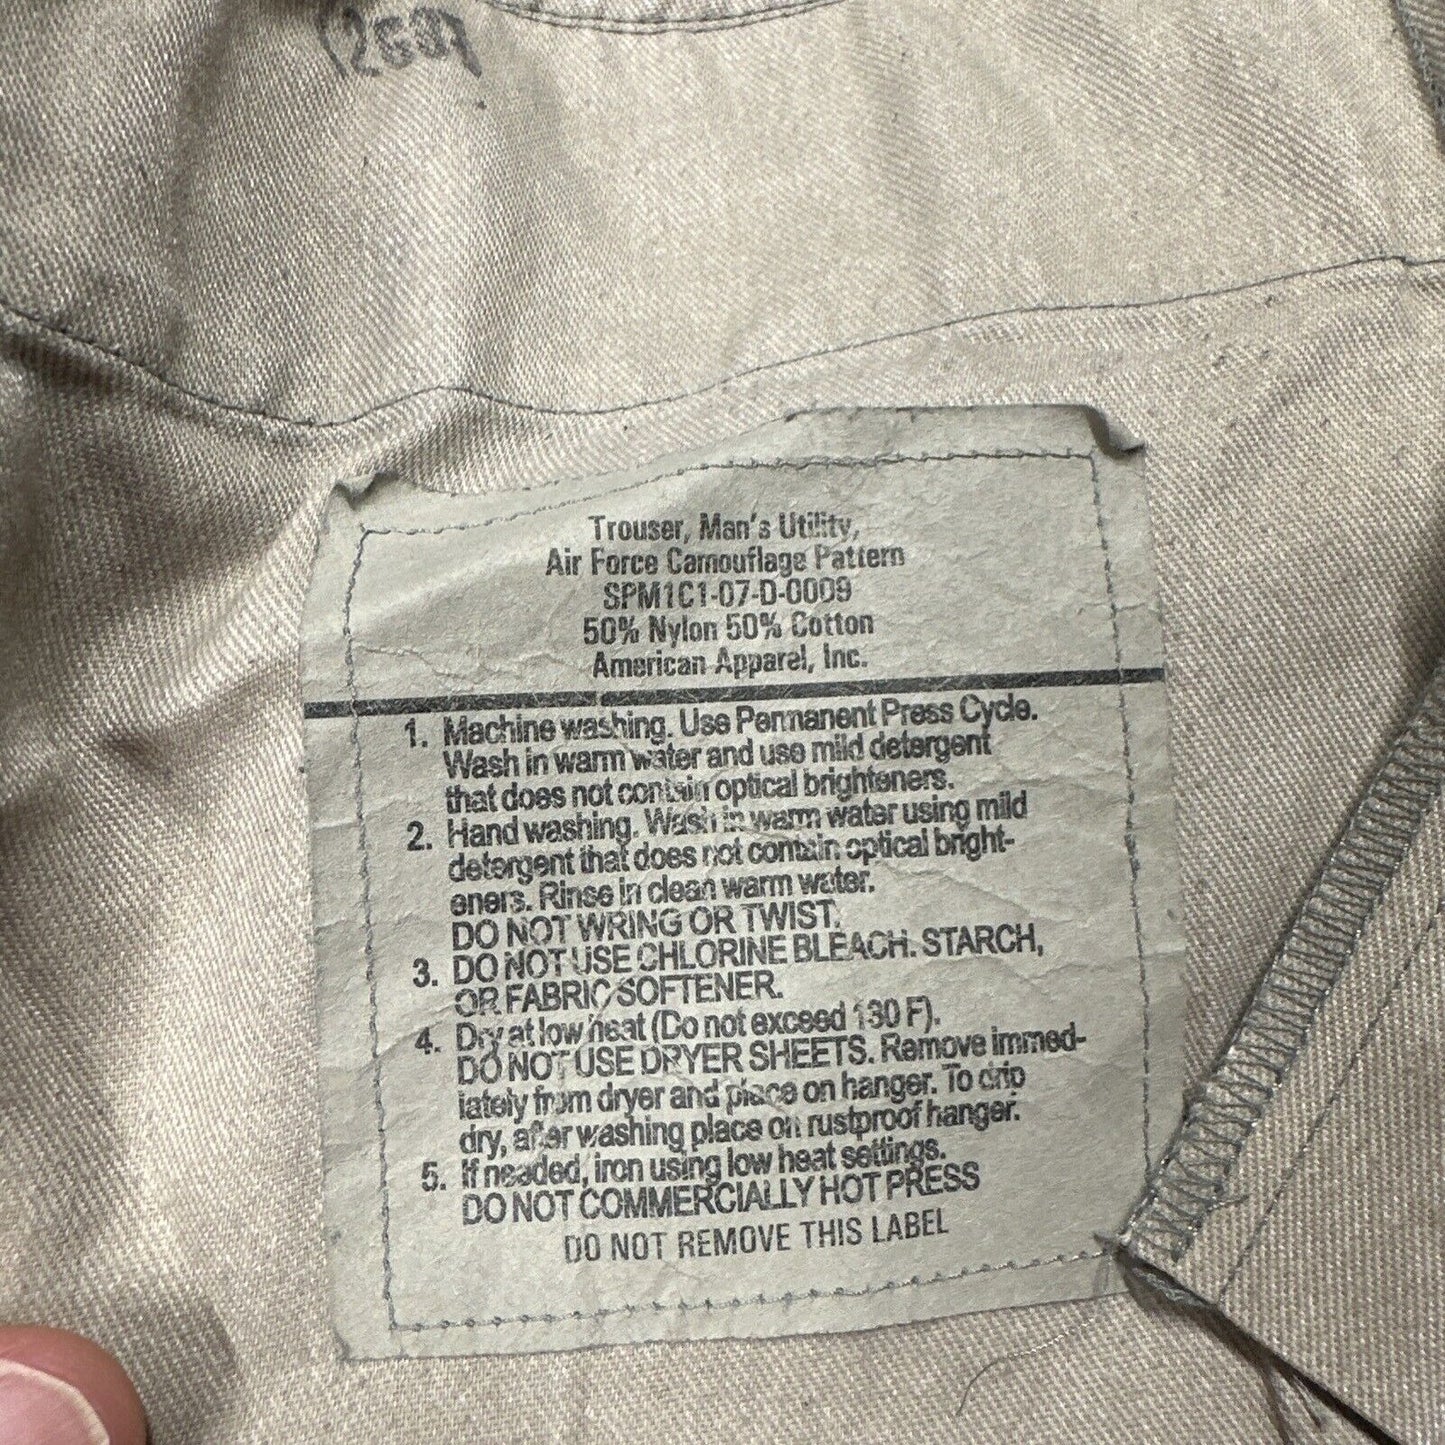 Trouser, Man's Utility,
Air Force Camouflage Pattern
SPM1C1-07-D-0009
50% Nylon 50% Cotton
American Apparel, Inc.
1. Machine washing. Use Permanent Press Cycle.
Wash in warm water and use mild detergent
that does not contain optical brighteners.
2. Hand washing. Wash in warm water using mild
detergent that does not contain optical bright-
eners. Rinse in clean warm water.
DO NOT WRING OR TWIST.
3. DO NOT USE CHLORINE BLEACH. STARCH,
OR FABRIC SOFTENER.
4. Dry at low heat (Do not exceed 130 F).
DO NOT USE DRYER SHEETS. Remove immed-
iately from dryer and place on hanger. To drip
dry, after washing place on rustproof hanger.
5. If needed, iron using low heat settings.
DO NOT COMMERCIALLY HOT PRESS
DO NOT REMOVE THIS LABEL